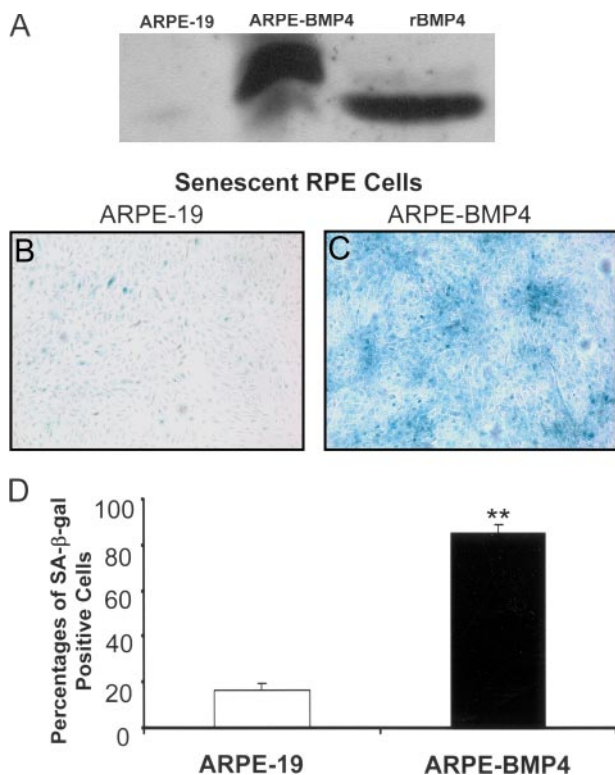 A
ARPE-19 ARPE-BMP4 rBMP4
Senescent RPE Cells
ARPE-19 ARPE-BMP4
B C
D
Percentages of SA-β-gal
Positive Cells
100
80
60
40
20
0
**
ARPE-19 ARPE-BMP4